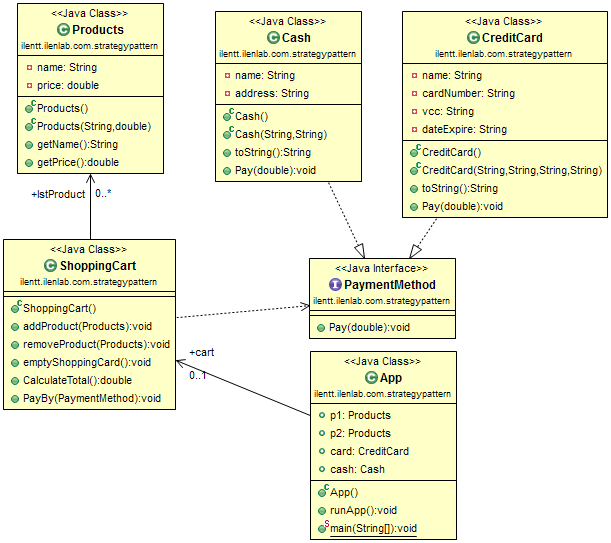 <<Java Class>>
Products
ilentt.ilenlab.com.strategypattern
name: String
price: double
Products()
Products(String,double)
getName():String
getPrice():double
<<Java Class>>
Cash
ilentt.ilenlab.com.strategypattern
name: String
address: String
Cash()
Cash(String,String)
toString():String
Pay(double):void
<<Java Class>>
CreditCard
ilentt.ilenlab.com.strategypattern
name: String
cardNumber: String
vcc: String
dateExpire: String
CreditCard()
CreditCard(String,String,String,String)
toString():String
Pay(double):void
+lstProduct
0..*
<<Java Class>>
ShoppingCart
ilentt.ilenlab.com.strategypattern
ShoppingCart()
addProduct(Products):void
removeProduct(Products):void
emptyShoppingCard():void
CalculateTotal():double
PayBy(PaymentMethod):void
<<Java Interface>>
PaymentMethod
ilentt.ilenlab.com.strategypattern
Pay(double):void
+cart
0..1
<<Java Class>>
App
ilentt.ilenlab.com.strategypattern
p1: Products
p2: Products
card: CreditCard
cash: Cash
App()
runApp():void
main(String[]):void